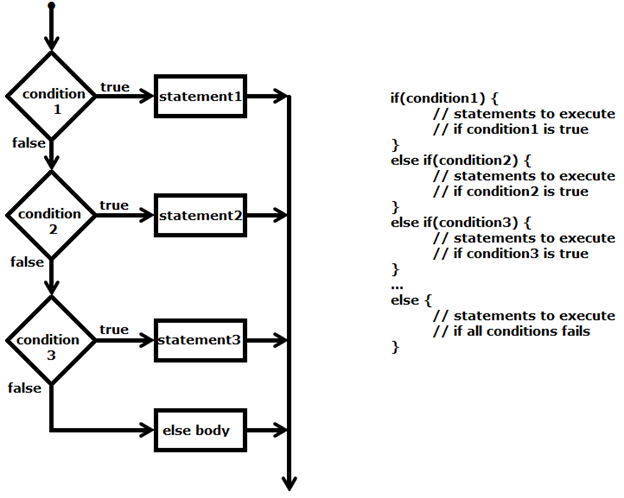 condition
1
true
statement1
false
condition
2
true
statement2
false
condition
3
true
statement3
false
else body
if(condition1) {
// statements to execute
// if condition1 is true
}
else if(condition2) {
// statements to execute
// if condition2 is true
}
else if(condition3) {
// statements to execute
// if condition3 is true
}
...
else {
// statements to execute
// if all conditions fails
}